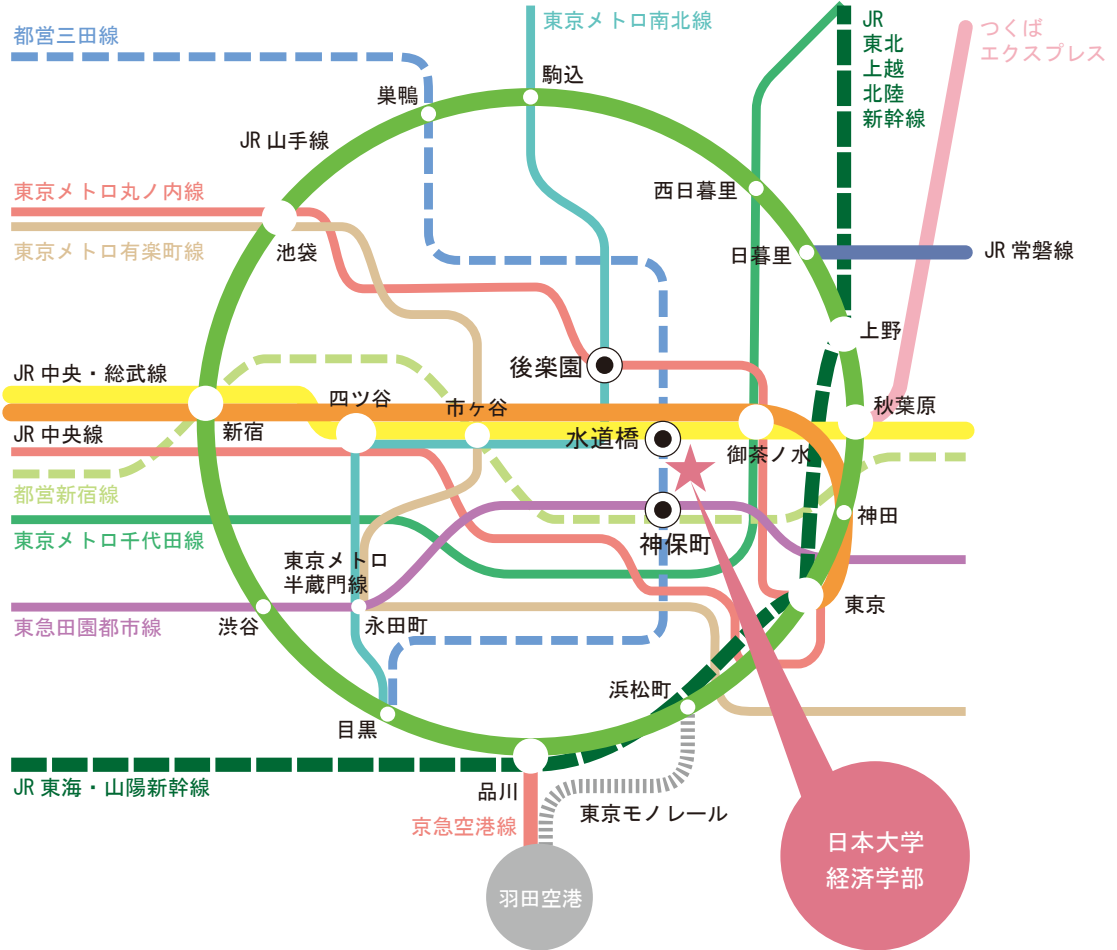 都営三田線
東京メトロ南北線
JR
東北
上越
北陸
新幹線
つくば
エクスプレス
駒込
巣鴨
JR 山手線
東京メトロ丸ノ内線
西日暮里
東京メトロ有楽町線
池袋
日暮里
JR 常磐線
上野
後楽園
JR 中央・総武線
四ツ谷
市ヶ谷
秋葉原
JR 中央線
新宿
水道橋
御茶ノ水
都営新宿線
神田
東京メトロ千代田線
神保町
東京メトロ
半蔵門線
東京
東急田園都市線
渋谷
永田町
浜松町
目黒
JR 東海・山陽新幹線
品川
東京モノレール
京急空港線
日本大学
経済学部
羽田空港